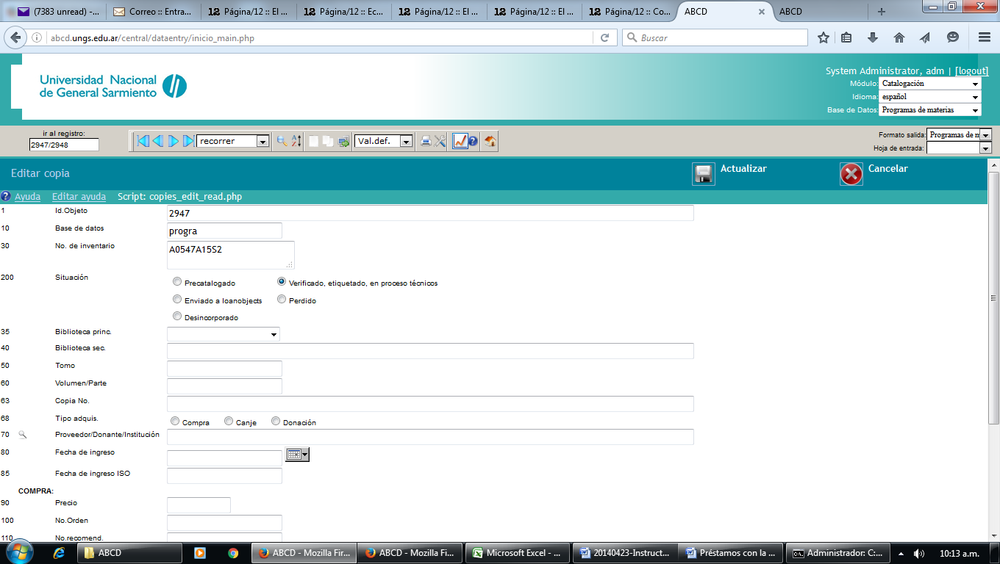 (7383 unread) -...
Correo :: Entra...
12 Página/12 :: El ...
12 Página/12 :: Ec...
12 Página/12 :: El ...
12 Página/12 :: El ...
12 Página/12 :: Co...
ABCD
ABCD
abcd.ungs.edu.ar/central/dataentry/inicio_main.php
Buscar
Universidad Nacional
de General Sarmiento
System Administrator, adm | [logout]
Módulo: Catalogación
Idioma: español
Base de Datos: Programas de materias
ir al registro:
2947/2948
recorrer
Val.def.
Formato salida: Programas de m
Hoja de entrada:
Editar copia
Actualizar
Cancelar
Ayuda Editar ayuda Script: copies_edit_read.php
1 Id.Objeto 2947
10 Base de datos progra
30 No. de inventario A0547A15S2
200 Situación Precatalogado Verificado, etiquetado, en proceso técnicos
Enviado a loanobjects Perdido
Desincorporado
35 Biblioteca princ.
40 Biblioteca sec.
50 Tomo
60 Volumen/Parte
63 Copia No.
68 Tipo adquis. Compra Canje Donación
70 Proveedor/Donante/Institución
80 Fecha de ingreso
85 Fecha de ingreso ISO
COMPRA:
90 Precio
100 No.Orden
110 No.recomend.
ABCD
ABCD - Mozilla Fir...
ABCD - Mozilla Fi...
Microsoft Excel - ...
20140423-Instruct...
Préstamos con la ...
Administrador: C:...
10:13 a.m.